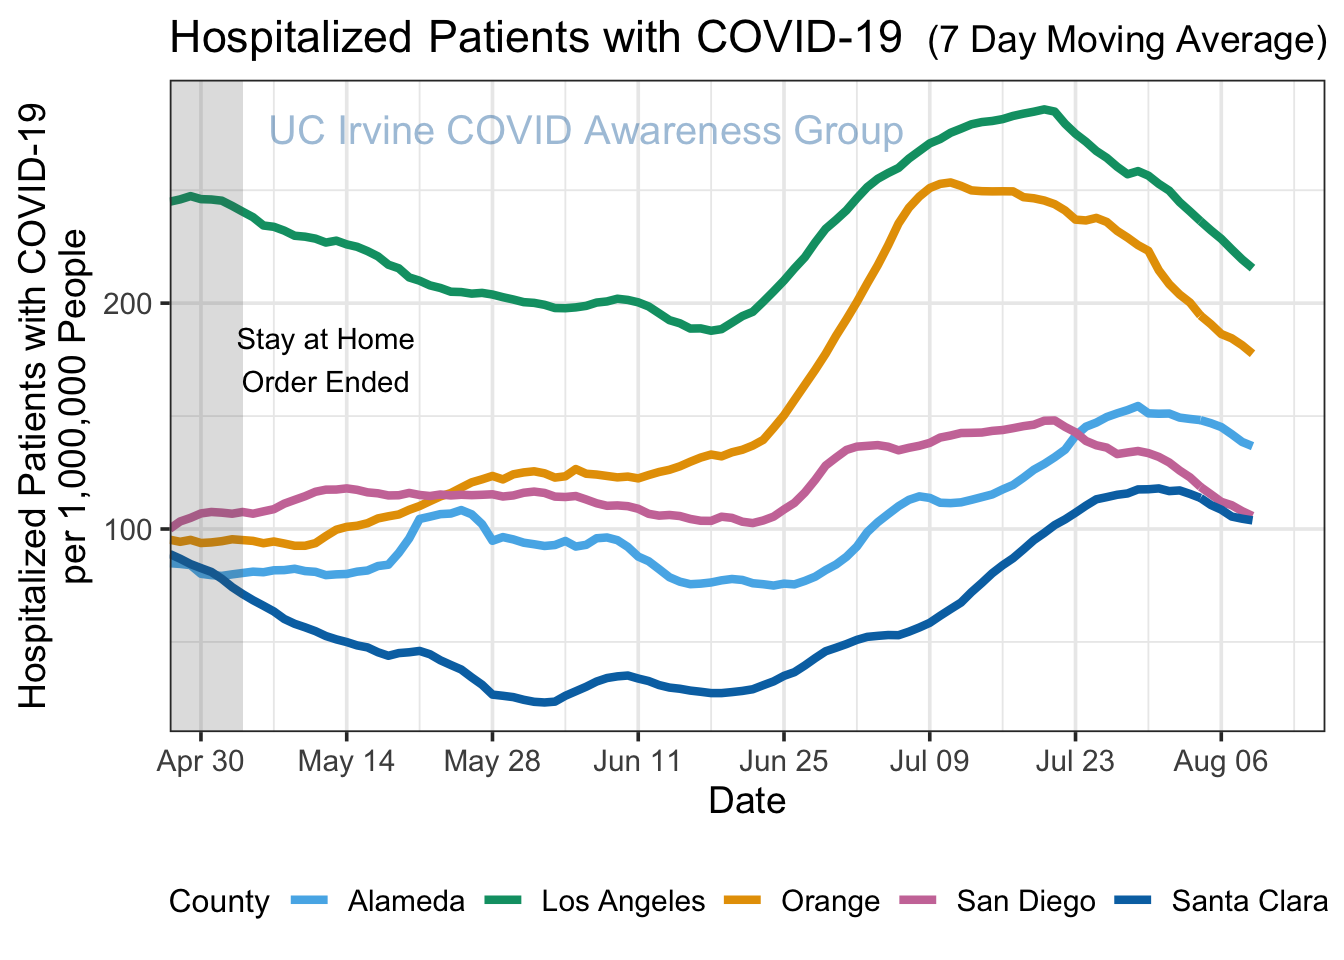 Hospitalized Patients with COVID-19 (7 Day Moving Average)
UC Irvine COVID Awareness Group
Hospitalized Patients with COVID-19
per 1,000,000 People
200
100
Stay at Home
Order Ended
Apr 30 May 14 May 28 Jun 11 Jun 25 Jul 09 Jul 23 Aug 06
Date
County Alameda Los Angeles Orange San Diego Santa Clara